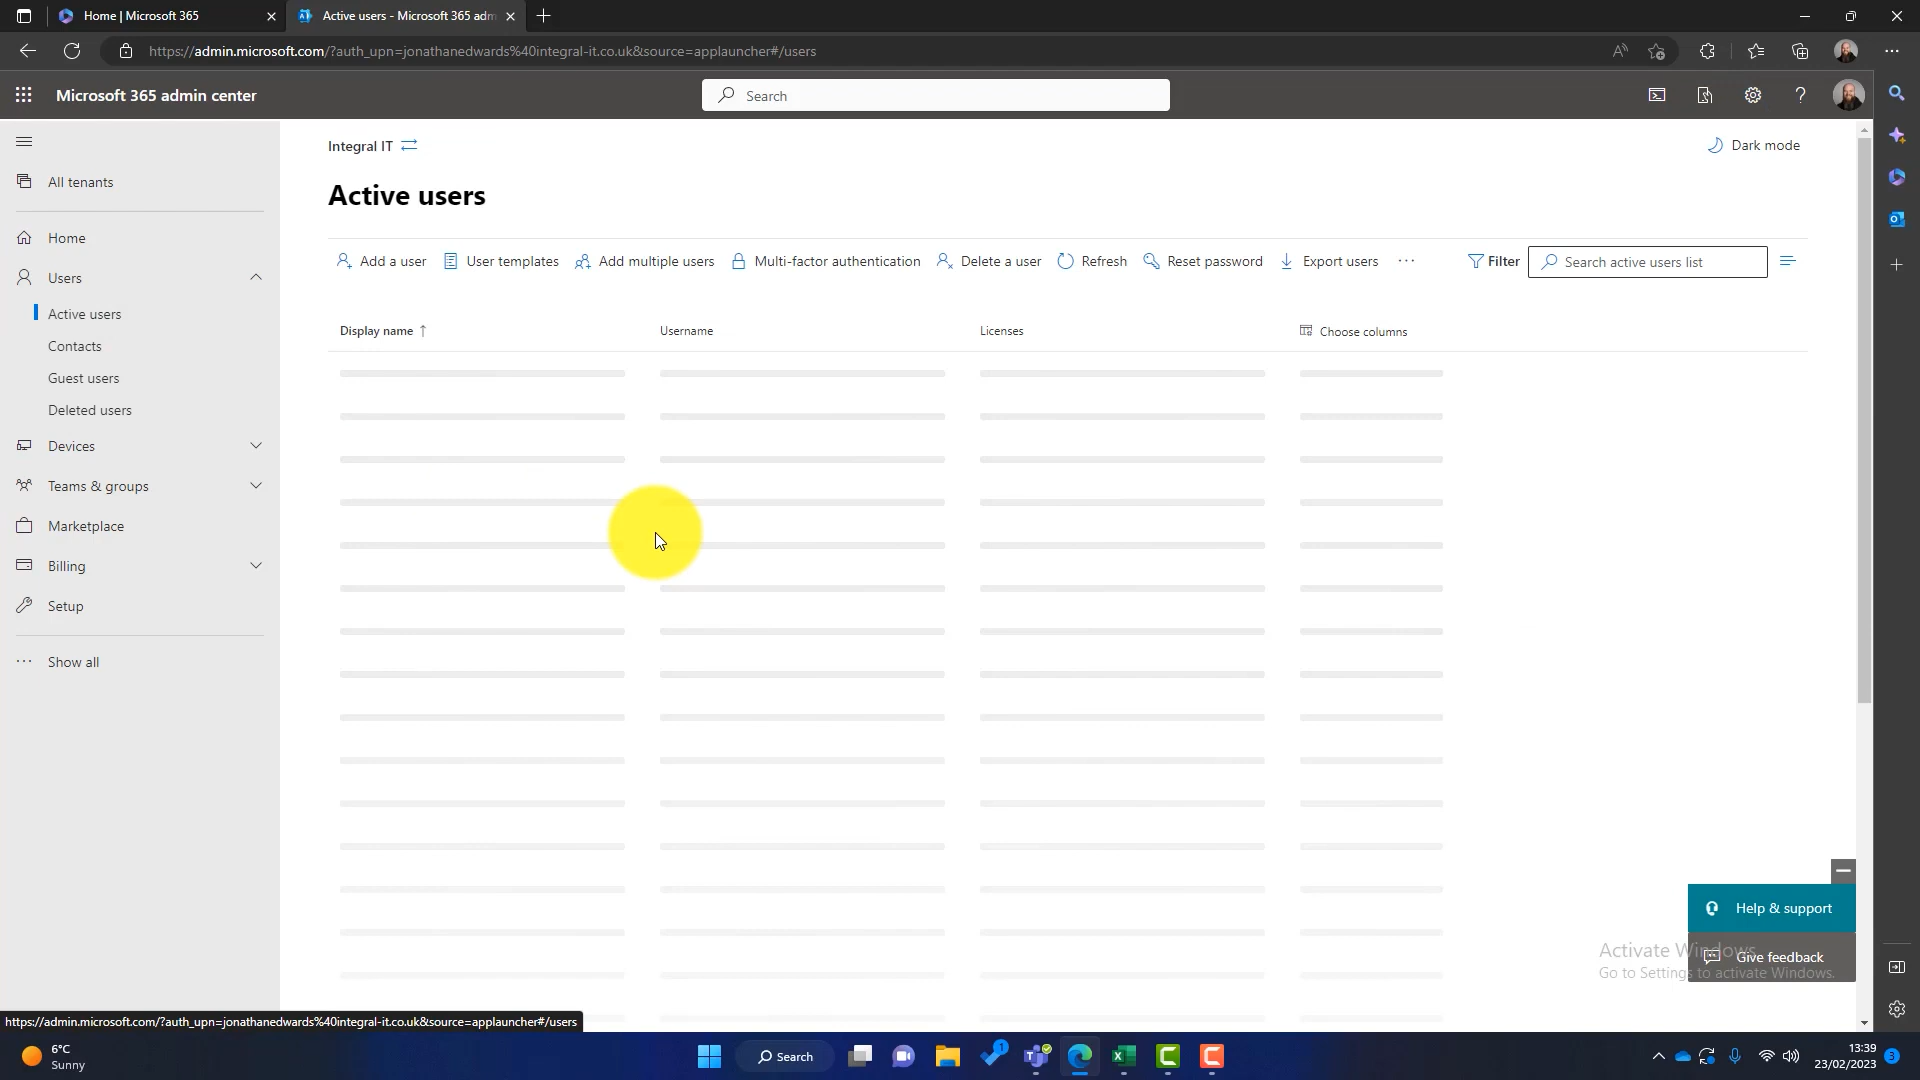 Home | Microsoft 365
Active users - Microsoft 365 adm
https://admin.microsoft.com/?auth_upn=jonathanedwards%40integral-it.co.uk&source=applauncher#/users
Microsoft 365 admin center
Search
Integral IT
Dark mode
All tenants
Active users
Home
Users
Active users
Contacts
Guest users
Deleted users
Devices
Teams & groups
Marketplace
Billing
Setup
Show all
Add a user
User templates
Add multiple users
Multi-factor authentication
Delete a user
Refresh
Reset password
Export users
Filter
Search active users list
Display name
Username
Licenses
Choose columns
Help & support
Give feedback
Activate Windows
Go to Settings to activate Windows.
https://admin.microsoft.com/?auth_upn=jonathanedwards%40integral-it.co.uk&source=applauncher#/users
6°C
Sunny
Search
1
13:39
23/02/2023
3